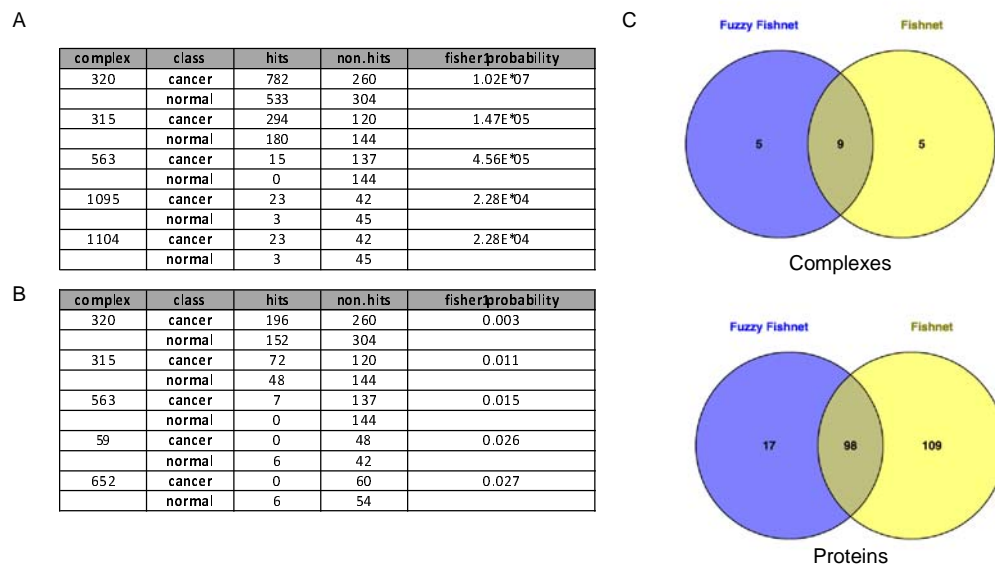 A
complex class hits non.hits fisher1probability
320 cancer 782 260 1.02E*07
normal 533 304
315 cancer 294 120 1.47E*05
normal 180 144
563 cancer 15 137 4.56E*05
normal 0 144
1095 cancer 23 42 2.28E*04
normal 3 45
1104 cancer 23 42 2.28E*04
normal 3 45
B
complex class hits non.hits fisher1probability
320 cancer 196 260 0.003
normal 152 304
315 cancer 72 120 0.011
normal 48 144
563 cancer 7 137 0.015
normal 0 144
59 cancer 0 48 0.026
normal 6 42
652 cancer 0 60 0.027
normal 6 54
C
Fuzzy Fishnet Fishnet
5 9 5
Complexes
Fuzzy Fishnet Fishnet
17 98 109
Proteins